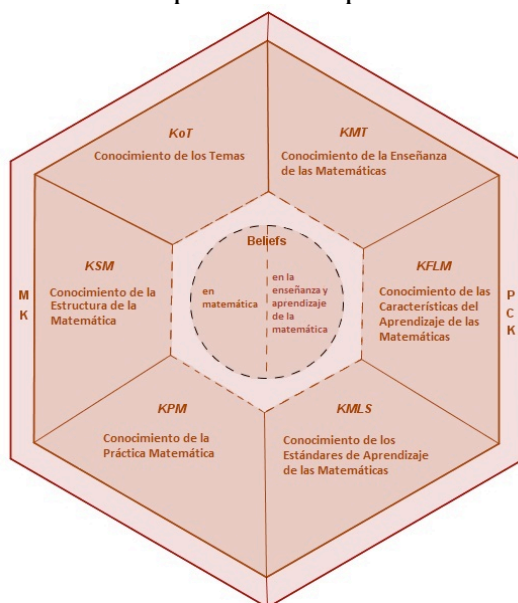 KoT
Conocimiento de los Temas
KMT
Conocimiento de la Enseñanza
de las Matemáticas
Beliefs
en
matemática
en la
enseñanza y
aprendizaje
de la
matemática
KSM
Conocimiento de la
Estructura de la
Matemática
KFLM
Conocimiento de las
Características del
Aprendizaje de las
Matemáticas
M
K
P
C
K
KPM
Conocimiento de la
Práctica Matemática
KMLS
Conocimiento de los
Estándares de Aprendizaje
de las Matemáticas